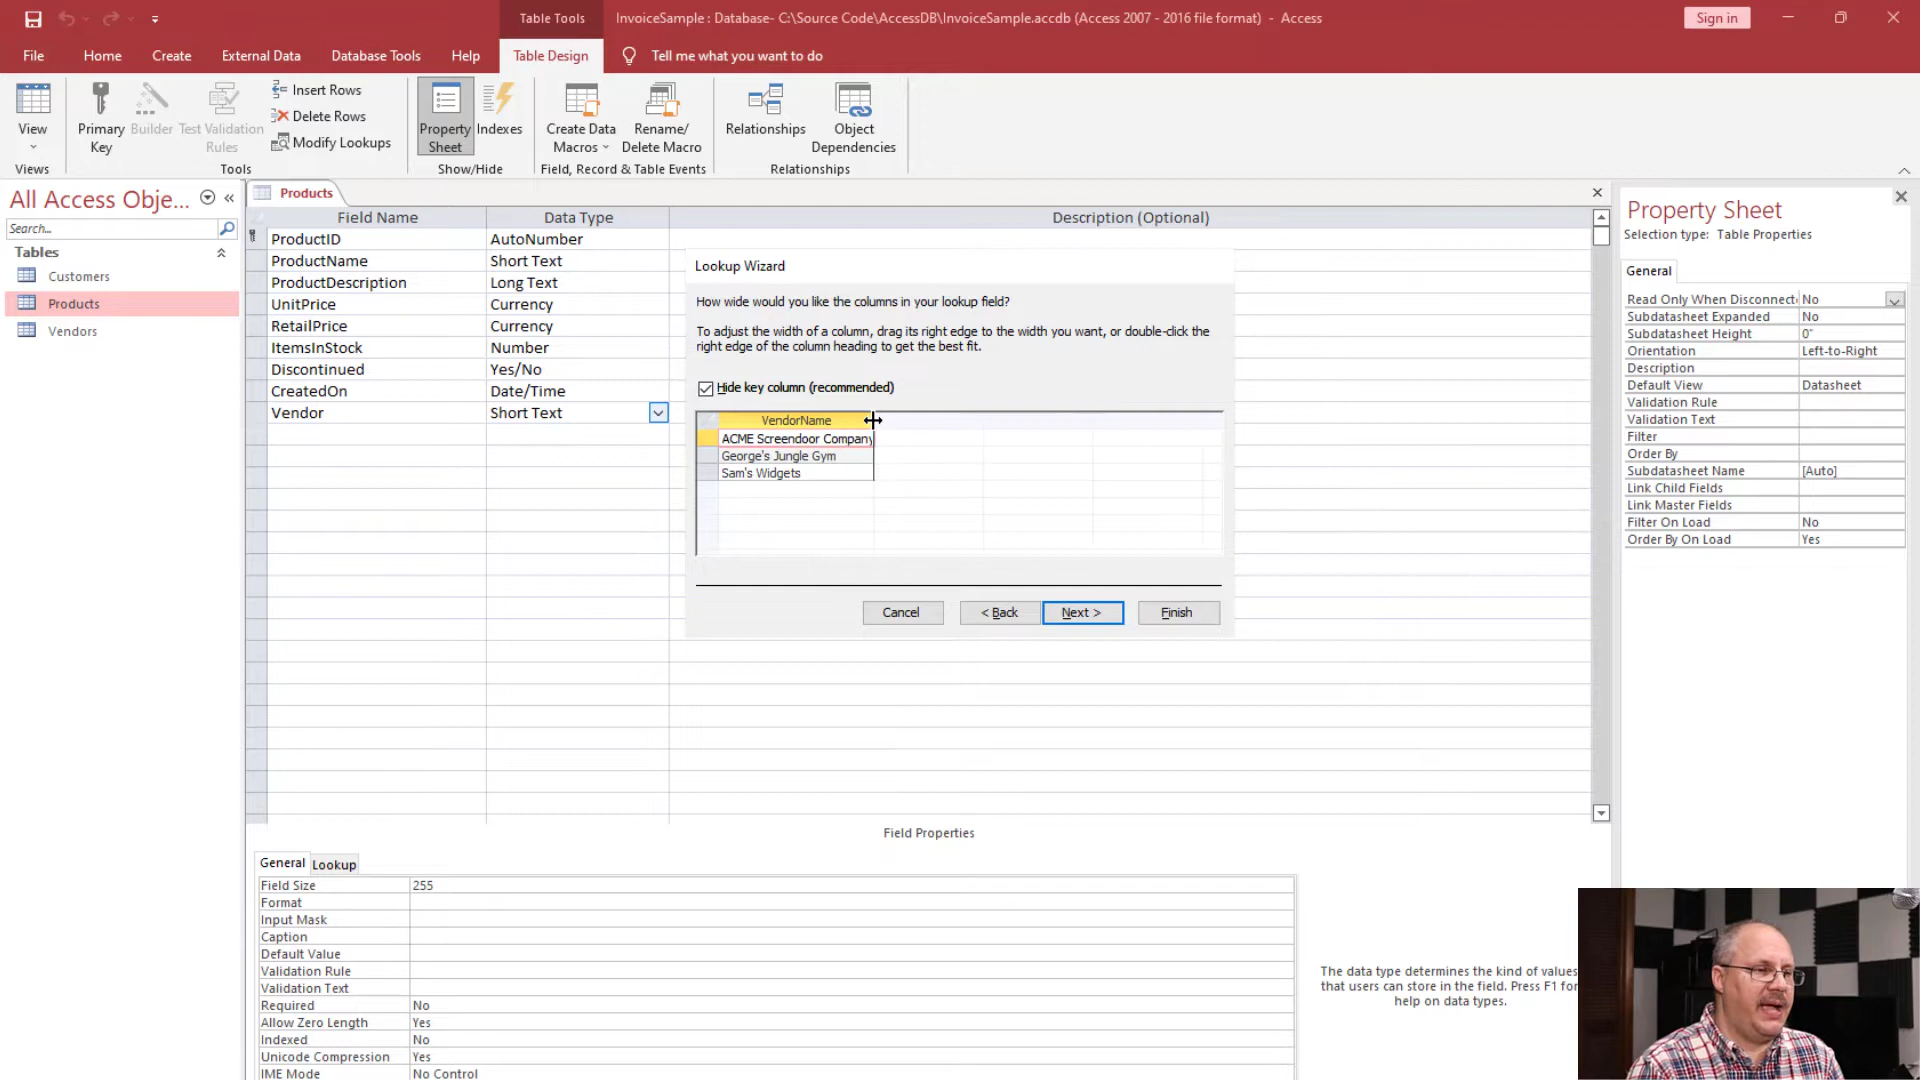 Table Tools
InvoiceSample : Database- C:\Source Code\AccessDB\InvoiceSample.accdb (Access 2007 - 2016 file format) - Access
Sign in
File
Home
Create
External Data
Database Tools
Help
Table Design
Tell me what you want to do
View
Primary Key
Builder
Test Validation Rules
Insert Rows
Delete Rows
Modify Lookups
Property Sheet
Indexes
Create Data Macros
Rename/ Delete Macro
Relationships
Object Dependencies
Views
Tools
Show/Hide
Field, Record & Table Events
Relationships
All Access Obje...
Search...
Tables
Customers
Products
Vendors
Products
Field Name Data Type Description (Optional)
ProductID AutoNumber
ProductName Short Text
ProductDescription Long Text
UnitPrice Currency
RetailPrice Currency
ItemsInStock Number
Discontinued Yes/No
CreatedOn Date/Time
Vendor Short Text
Lookup Wizard
How wide would you like the columns in your lookup field?
To adjust the width of a column, drag its right edge to the width you want, or double-click the
right edge of the column heading to get the best fit.
Hide key column (recommended)
VendorName
ACME Screendoor Company
George's Jungle Gym
Sam's Widgets
Cancel
< Back
Next >
Finish
Property Sheet
Selection type: Table Properties
General
Read Only When Disconnect No
Subdatasheet Expanded No
Subdatasheet Height 0"
Orientation Left-to-Right
Description
Default View Datasheet
Validation Rule
Validation Text
Filter
Order By
Subdatasheet Name [Auto]
Link Child Fields
Link Master Fields
Filter On Load No
Order By On Load Yes
Field Properties
General
Lookup
Field Size 255
Format
Input Mask
Caption
Default Value
Validation Rule
Validation Text
Required No
Allow Zero Length Yes
Indexed No
Unicode Compression Yes
IME Mode No Control
The data type determines the kind of values
that users can store in the field. Press F1 for
help on data types.